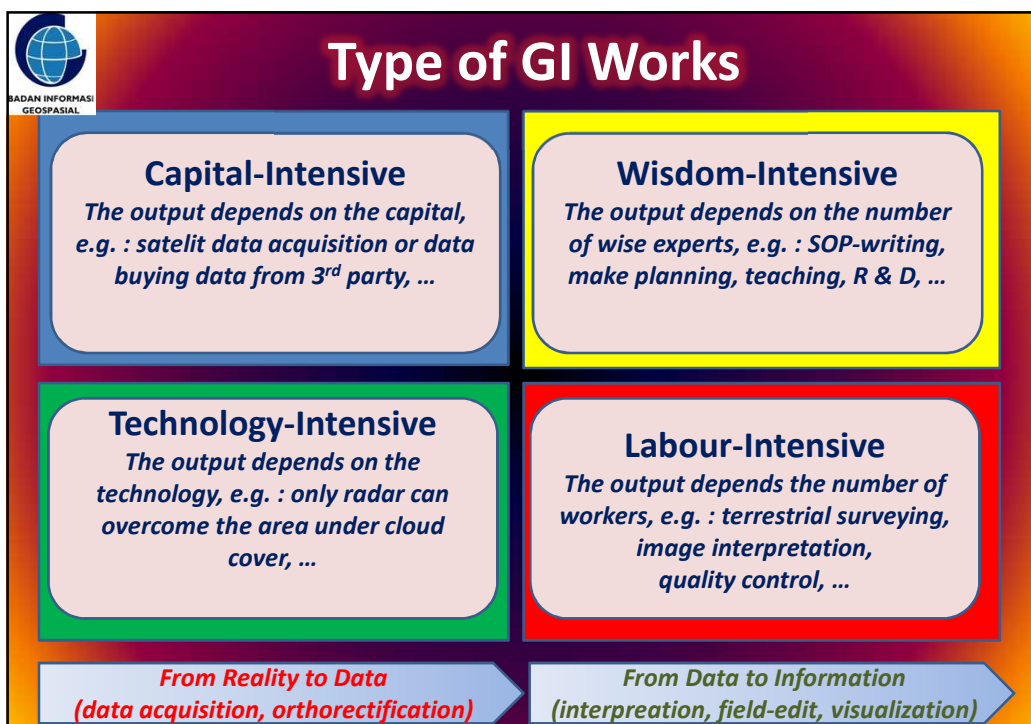 BADAN INFORMASI
GEOSPASIAL
Type of GI Works
Capital-Intensive
The output depends on the capital,
e.g. : satelit data acquisition or data
buying data from 3rd party, ...
Wisdom-Intensive
The output depends on the number
of wise experts, e.g. : SOP-writing,
make planning, teaching, R & D, ...
Technology-Intensive
The output depends on the
technology, e.g. : only radar can
overcome the area under cloud
cover, ...
Labour-Intensive
The output depends the number of
workers, e.g. : terrestrial surveying,
image interpretation,
quality control, ...
From Reality to Data
(data acquisition, orthorectification)
From Data to Information
(interpreation, field-edit, visualization)